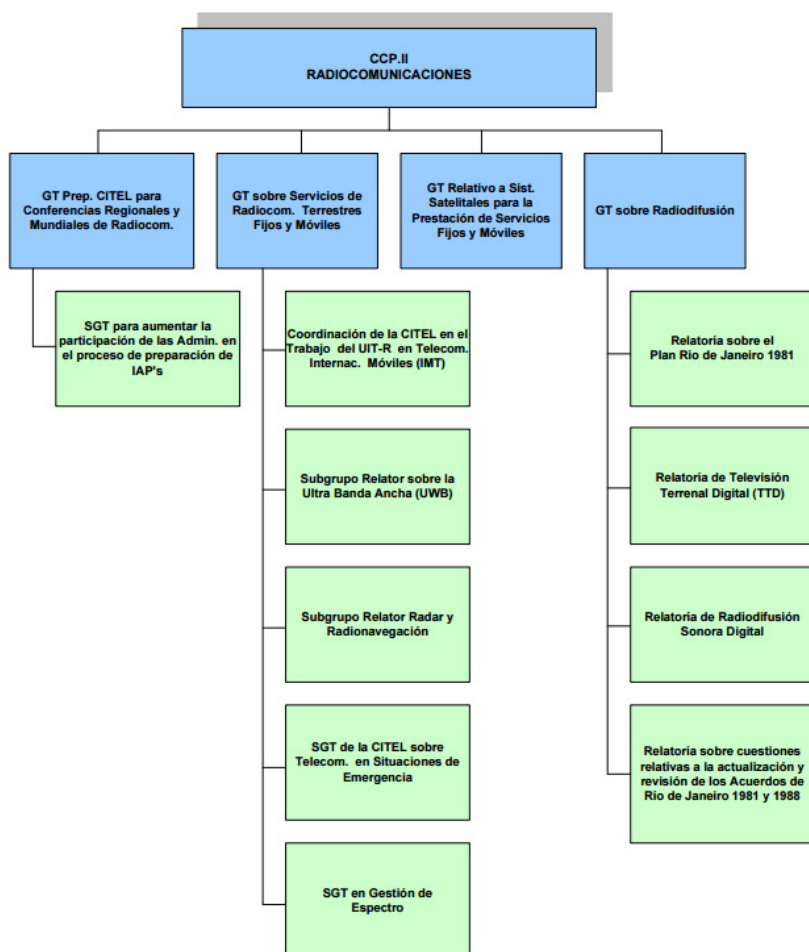 CCP.II
RADIOCOMUNICACIONES
GT Prep. CITEL para
Conferencias Regionales y
Mundiales de Radiocom.
GT sobre Servicios de
Radiocom. Terrestres
Fijos y Móviles
GT Relativo a Sist.
Satelitales para la
Prestación de Servicios
Fijos y Móviles
GT sobre Radiodifusión
SGT para aumentar la
participación de las Admin. en
el proceso de preparación de
IAP's
Coordinación de la CITEL en el
Trabajo del UIT-R en Telecom.
Internac. Móviles (IMT)
Subgrupo Relator sobre la
Ultra Banda Ancha (UWB)
Subgrupo Relator Radar y
Radionavegación
SGT de la CITEL sobre
Telecom. en Situaciones de
Emergencia
SGT en Gestión de
Espectro
Relatoría sobre el
Plan Rio de Janeiro 1981
Relatoría de Televisión
Terrenal Digital (TTD)
Relatoría de Radiodifusión
Sonora Digital
Relatoría sobre cuestiones
relativas a la actualización y
revisión de los Acuerdos de
Río de Janeiro 1981 y 1988